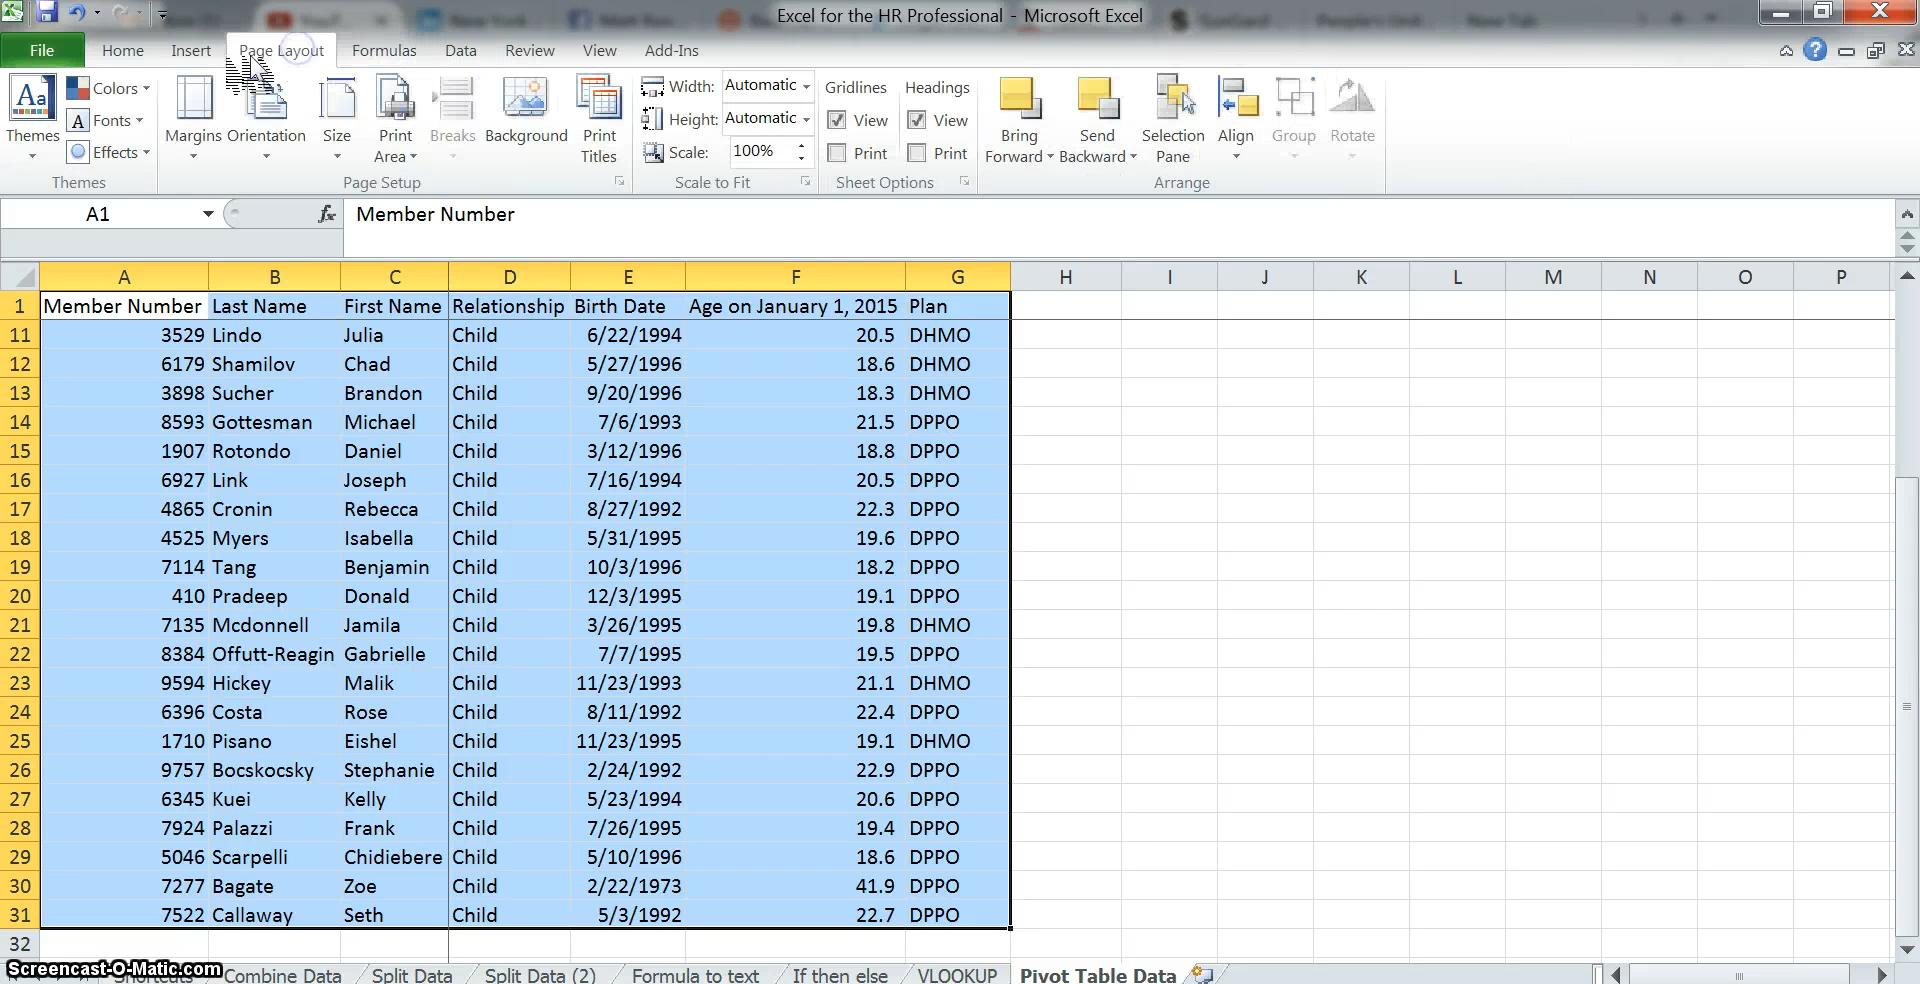 Excel for the HR Professional - Microsoft Excel
File Home Insert Page Layout Formulas Data Review View Add-Ins
Themes Colors Fonts Effects
Themes
Margins Orientation Size Print Area Breaks Background Print Titles
Page Setup
Width: Automatic
Height: Automatic
Scale: 100%
Scale to Fit
Gridlines Headings
View View
Print Print
Sheet Options
Bring Forward Send Backward Selection Pane Align Group Rotate
Arrange
A1 fx Member Number
A B C D E F G H I J K L M N O P
1 Member Number Last Name First Name Relationship Birth Date Age on January 1, 2015 Plan
11 3529 Lindo Julia Child 6/22/1994 20.5 DHMO
12 6179 Shamilov Chad Child 5/27/1996 18.6 DHMO
13 3898 Sucher Brandon Child 9/20/1996 18.3 DHMO
14 8593 Gottesman Michael Child 7/6/1993 21.5 DPPO
15 1907 Rotondo Daniel Child 3/12/1996 18.8 DPPO
16 6927 Link Joseph Child 7/16/1994 20.5 DPPO
17 4865 Cronin Rebecca Child 8/27/1992 22.3 DPPO
18 4525 Myers Isabella Child 5/31/1995 19.6 DPPO
19 7114 Tang Benjamin Child 10/3/1996 18.2 DPPO
20 410 Pradeep Donald Child 12/3/1995 19.1 DPPO
21 7135 Mcdonnell Jamila Child 3/26/1995 19.8 DHMO
22 8384 Offutt-Reagin Gabrielle Child 7/7/1995 19.5 DPPO
23 9594 Hickey Malik Child 11/23/1993 21.1 DHMO
24 6396 Costa Rose Child 8/11/1992 22.4 DPPO
25 1710 Pisano Eishel Child 11/23/1995 19.1 DHMO
26 9757 Bocskocsky Stephanie Child 2/24/1992 22.9 DPPO
27 6345 Kuei Kelly Child 5/23/1994 20.6 DPPO
28 7924 Palazzi Frank Child 7/26/1995 19.4 DPPO
29 5046 Scarpelli Chidiebere Child 5/10/1996 18.6 DPPO
30 7277 Bagate Zoe Child 2/22/1973 41.9 DPPO
31 7522 Callaway Seth Child 5/3/1992 22.7 DPPO
32
Screencast-O-Matic.com
Shortcuts Combine Data Split Data Split Data (2) Formula to text If then else VLOOKUP Pivot Table Data